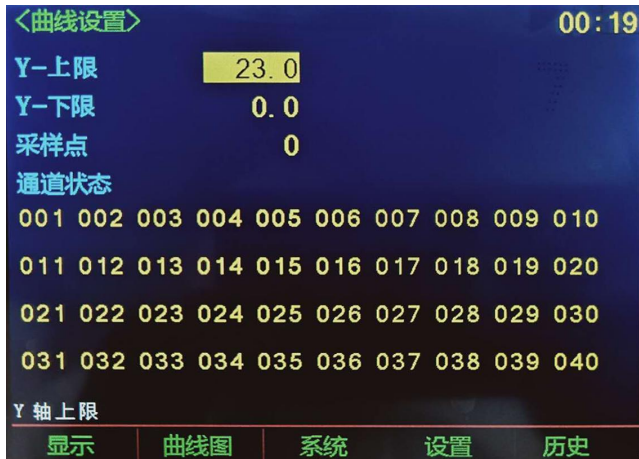 〈曲线设置〉 00:19
Y-上限 23.0
Y-下限 0.0
采样点 0
通道状态
001 002 003 004 005 006 007 008 009 010
011 012 013 014 015 016 017 018 019 020
021 022 023 024 025 026 027 028 029 030
031 032 033 034 035 036 037 038 039 040
Y 轴上限
显示 曲线图 系统 设置 历史